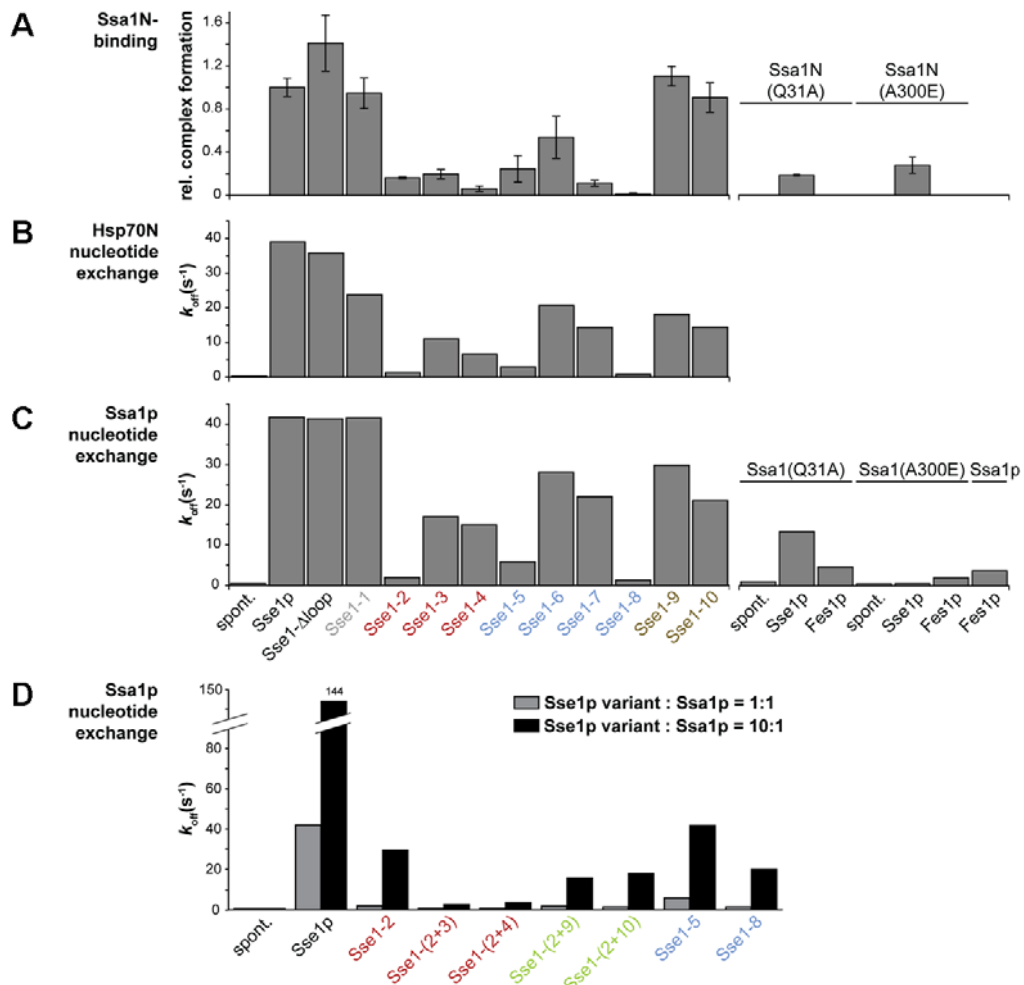 A
Ssa1N-
binding
rel. complex formation
1.6
1.2
0.8
0.4
0
Ssa1N
(Q31A)
Ssa1N
(A300E)
B
Hsp70N
nucleotide
exchange
koff(s-1)
40
30
20
10
0
C
Ssa1p
nucleotide
exchange
koff(s-1)
40
30
20
10
0
Ssa1(Q31A)
Ssa1(A300E)
Ssa1p
spont.
Sse1p
Sse1-Δloop
Sse1-1
Sse1-2
Sse1-3
Sse1-4
Sse1-5
Sse1-6
Sse1-7
Sse1-8
Sse1-9
Sse1-10
spont.
Sse1p
Fes1p
spont.
Sse1p
Fes1p
Fes1p
D
Ssa1p
nucleotide
exchange
koff(s-1)
150
80
60
40
20
0
144
Sse1p variant : Ssa1p = 1:1
Sse1p variant : Ssa1p = 10:1
spont.
Sse1p
Sse1-2
Sse1-(2+3)
Sse1-(2+4)
Sse1-(2+9)
Sse1-(2+10)
Sse1-5
Sse1-8